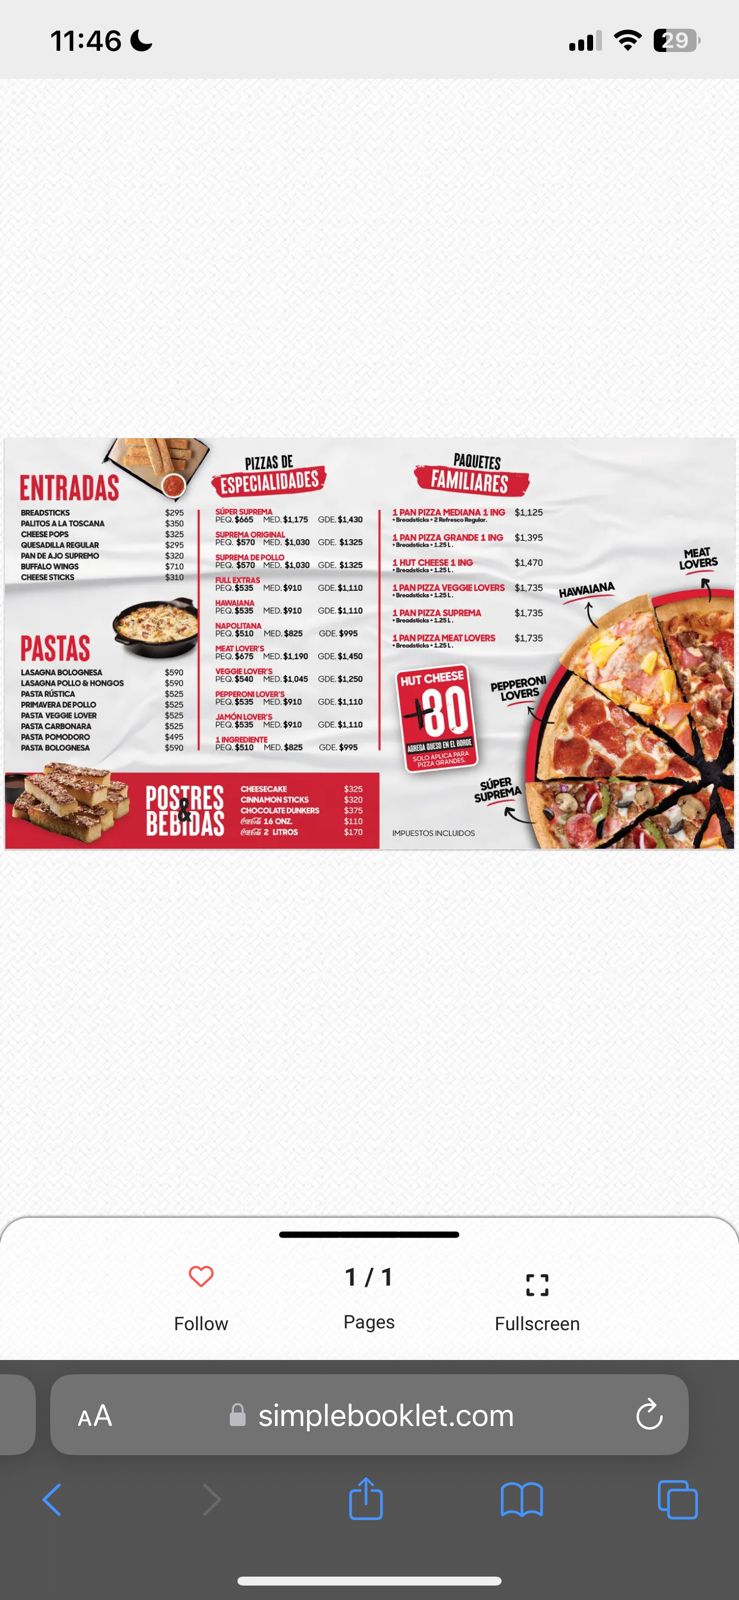 11:46
29
ENTRADAS
BREADSTICKS $295
PALITOS A LA TOSCANA $350
CHEESE POPS $325
QUESADILLA REGULAR $295
PAN DE AJO SUPREMO $320
BUFFALO WINGS $710
CHEESE STICKS $310
PASTAS
LASAGNA BOLOGNESA $590
LASAGNA POLLO & HONGOS $590
PASTA RÚSTICA $525
PRIMAVERA DE POLLO $525
PASTA VEGGIE LOVER $525
PASTA CARBONARA $525
PASTA POMODORO $495
PASTA BOLOGNESA $590
PIZZAS DE
ESPECIALIDADES
SÚPER SUPREMA
PEQ. $665 MED. $1,175 GDE. $1,430
SUPREMA ORIGINAL
PEQ. $570 MED. $1,030 GDE. $1325
SUPREMA DE POLLO
PEQ. $570 MED. $1,030 GDE. $1325
FULL EXTRAS
PEQ. $535 MED. $910 GDE. $1,110
HAWAIANA
PEQ. $535 MED. $910 GDE. $1,110
NAPOLITANA
PEQ. $510 MED. $825 GDE. $995
MEAT LOVER'S
PEQ. $675 MED. $1,190 GDE. $1,450
VEGGIE LOVER'S
PEQ. $540 MED. $1,045 GDE. $1,250
PEPPERONI LOVER'S
PEQ. $535 MED. $910 GDE. $1,110
JAMÓN LOVER'S
PEQ. $535 MED. $910 GDE. $1,110
1 INGREDIENTE
PEQ. $510 MED. $825 GDE. $995
PAQUETES
FAMILIARES
1 PAN PIZZA MEDIANA 1 ING $1,125
• Breadsticks • 2 Refresco Regular.
1 PAN PIZZA GRANDE 1 ING $1,395
• Breadsticks • 1.25 L.
1 HUT CHEESE 1 ING $1,470
• Breadsticks • 1.25 L.
1 PAN PIZZA VEGGIE LOVERS $1,735
• Breadsticks • 1.25 L.
1 PAN PIZZA SUPREMA $1,735
• Breadsticks • 1.25 L.
1 PAN PIZZA MEAT LOVERS $1,735
• Breadsticks • 1.25 L.
HUT CHEESE
+80
AGREGA QUESO EN EL BORDE
SOLO APLICA PARA
PIZZA GRANDES.
MEAT
LOVERS
HAWAIANA
PEPPERONI
LOVERS
SÚPER
SUPREMA
POSTRES
&
BEBIDAS
CHEESECAKE $325
CINNAMON STICKS $320
CHOCOLATE DUNKERS $375
Coca-Cola 16 ONZ. $110
Coca-Cola 2 LITROS $170
IMPUESTOS INCLUIDOS
Follow
1 / 1
Pages
Fullscreen
AA
simplebooklet.com